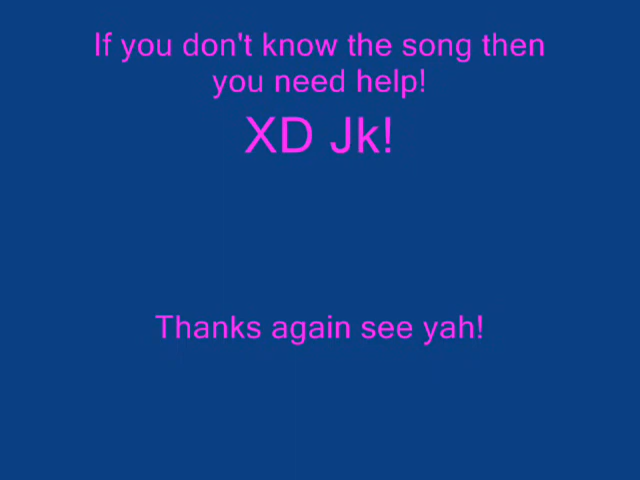 If you don't know the song then
you need help!
XD Jk!
Thanks again see yah!